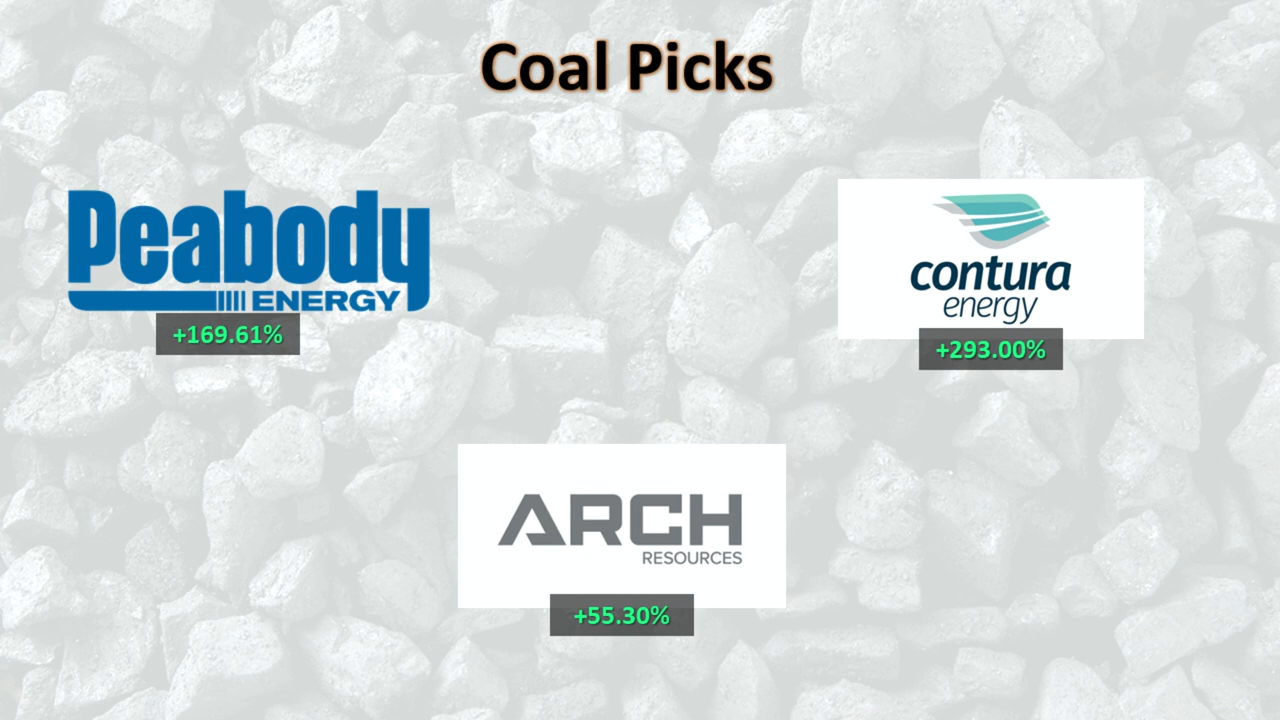 Coal Picks
Peabody
ENERGY
+169.61%
contura
energy
+293.00%
ARCH
RESOURCES
+55.30%